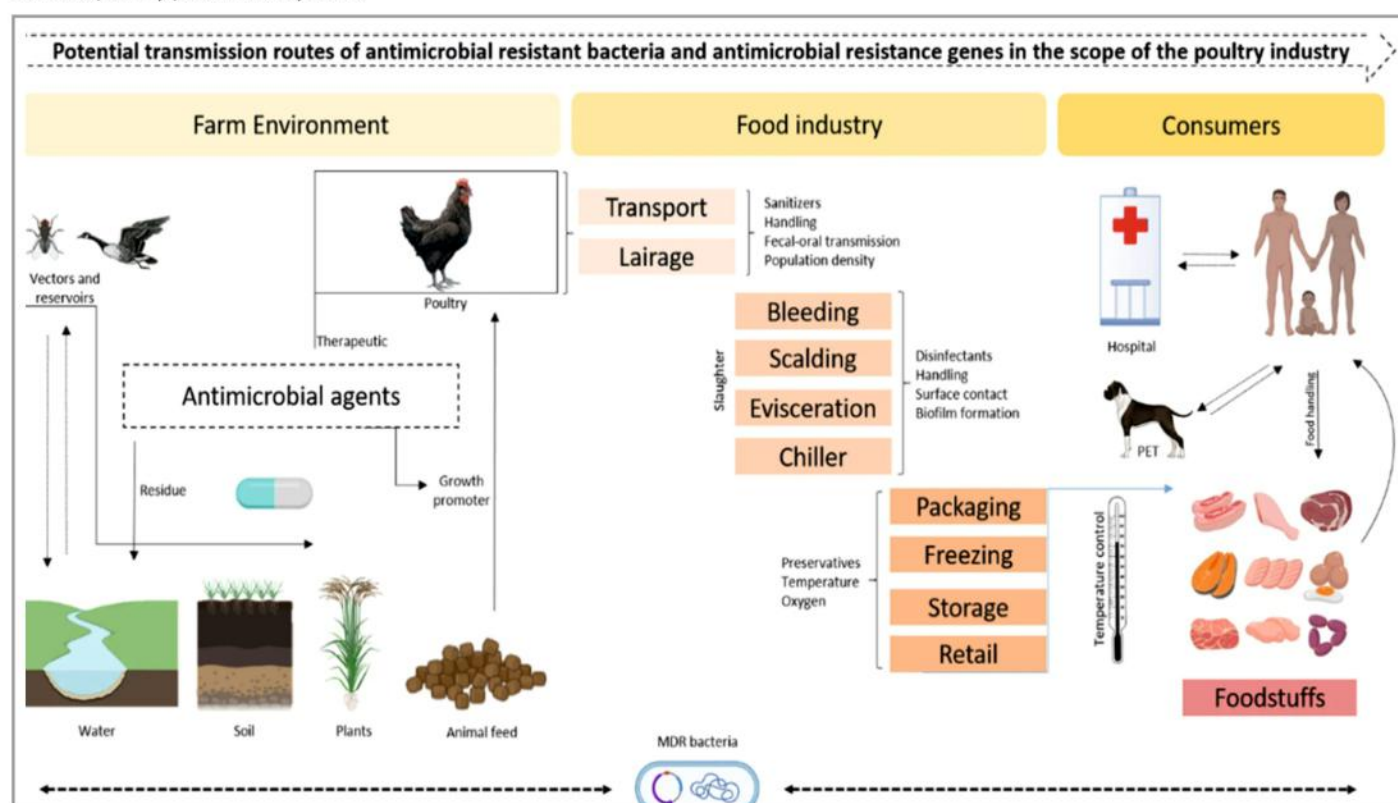 Potential transmission routes of antimicrobial resistant bacteria and antimicrobial resistance genes in the scope of the poultry industry
Farm Environment
Food industry
Consumers
Vectors and
reservoirs
Poultry
Therapeutic
Antimicrobial agents
Residue
Growth
promoter
Water
Soil
Plants
Animal feed
Transport
Lairage
Sanitizers
Handling
Fecal-oral transmission
Population density
Slaughter
Bleeding
Scalding
Evisceration
Chiller
Disinfectants
Handling
Surface contact
Biofilm formation
Preservatives
Temperature
Oxygen
Packaging
Freezing
Storage
Retail
Hospital
PET
Food handling
Temperature control
Foodstuffs
MDR bacteria